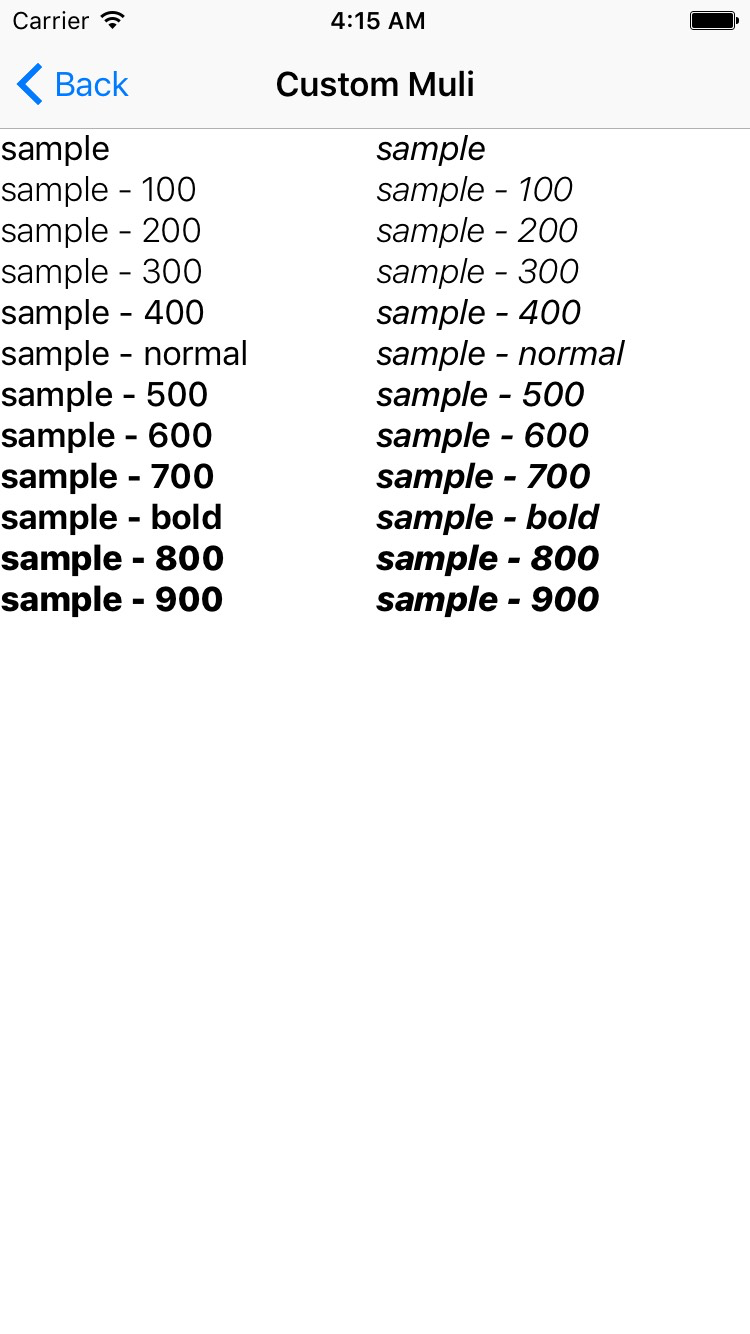 Carrier 4:15 AM
Back Custom Muli
sample sample
sample - 100 sample - 100
sample - 200 sample - 200
sample - 300 sample - 300
sample - 400 sample - 400
sample - normal sample - normal
sample - 500 sample - 500
sample - 600 sample - 600
sample - 700 sample - 700
sample - bold sample - bold
sample - 800 sample - 800
sample - 900 sample - 900